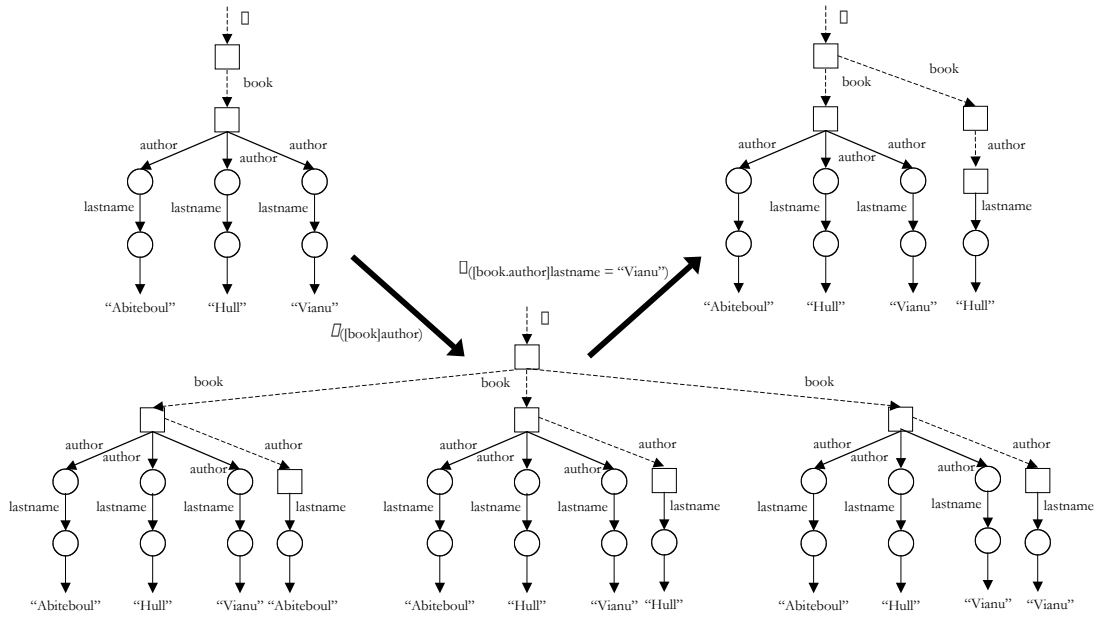 ▯
book
author
author
author
lastname
lastname
lastname
“Abiteboul”
“Hull”
“Vianu”
▯
book
book
author
author
author
author
lastname
lastname
lastname
“Abiteboul”
“Hull”
“Vianu”
“Hull”
▯([book.author]lastname = “Vianu”)
▯([book]author)
▯
book
book
book
author
author
author
author
lastname
lastname
lastname
lastname
“Abiteboul”
“Hull”
“Vianu”
“Abiteboul”
author
author
author
author
lastname
lastname
lastname
lastname
“Abiteboul”
“Hull”
“Vianu”
“Hull”
author
author
author
author
lastname
lastname
lastname
lastname
“Abiteboul”
“Hull”
“Vianu”
“Vianu”